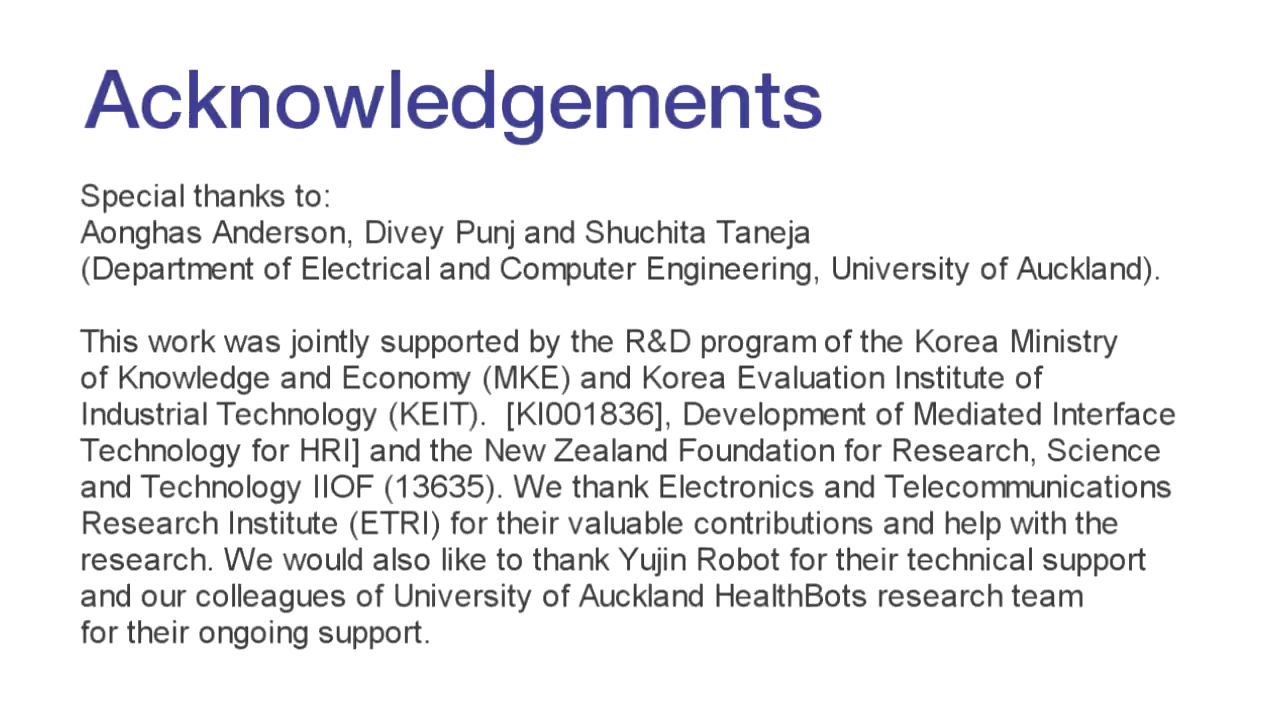 Acknowledgements
Special thanks to:
Aonghas Anderson, Divey Punj and Shuchita Taneja
(Department of Electrical and Computer Engineering, University of Auckland).
This work was jointly supported by the R&D program of the Korea Ministry
of Knowledge and Economy (MKE) and Korea Evaluation Institute of
Industrial Technology (KEIT).  [KI001836], Development of Mediated Interface
Technology for HRI] and the New Zealand Foundation for Research, Science
and Technology IIOF (13635). We thank Electronics and Telecommunications
Research Institute (ETRI) for their valuable contributions and help with the
research. We would also like to thank Yujin Robot for their technical support
and our colleagues of University of Auckland HealthBots research team
for their ongoing support.